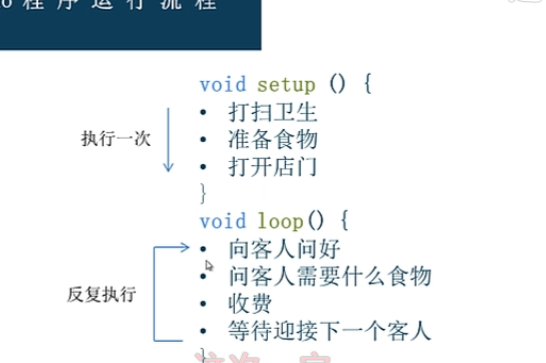 o程序运行流程
void setup () {
• 打扫卫生
执行一次
• 准备食物
• 打开店门
}
void loop() {
• 向客人问好
• 问客人需要什么食物
反复执行
• 收费
• 等待迎接下一个客人
}